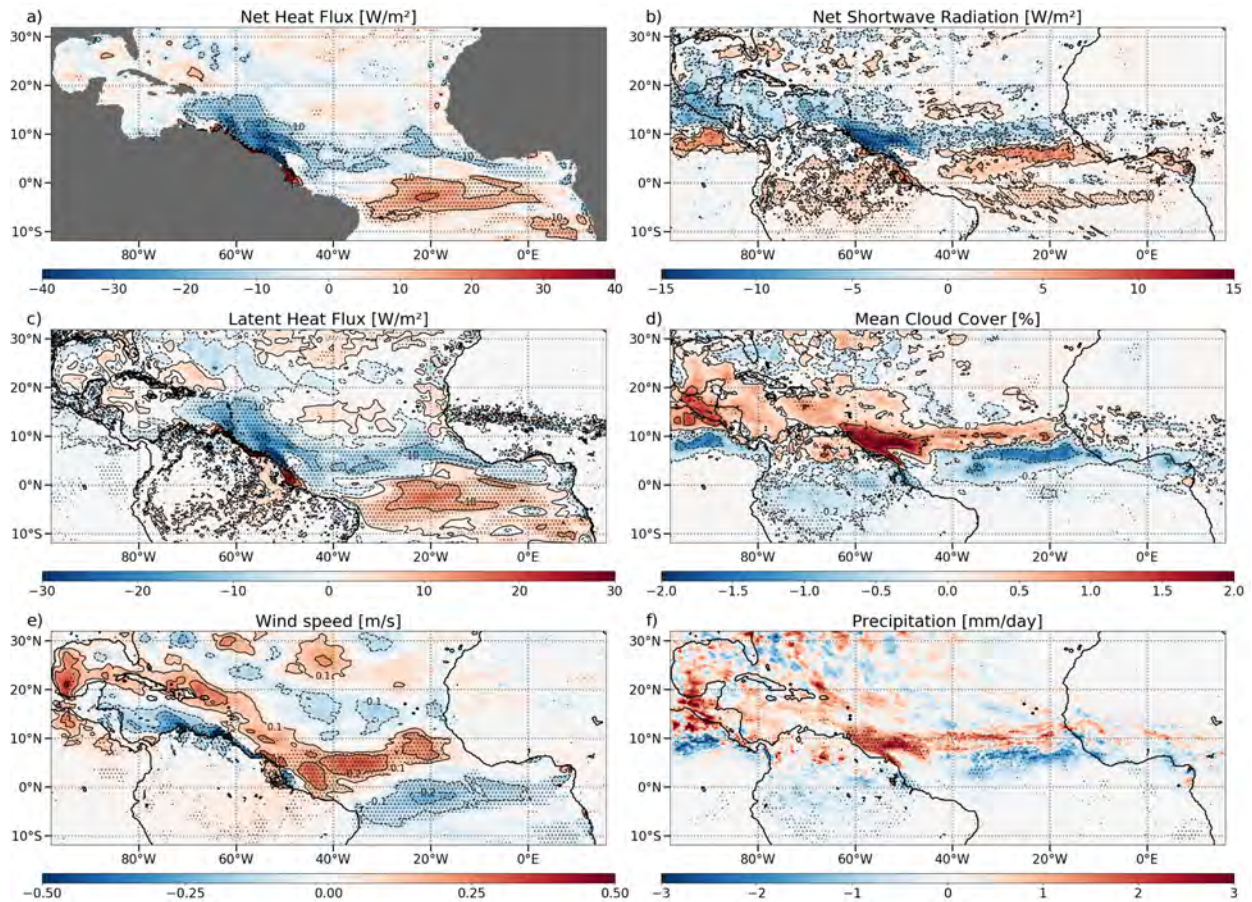 a) Net Heat Flux [W/m²]
30°N
20°N
10°N
0°N
10°S
80°W 60°W 40°W 20°W 0°E
−40 −30 −20 −10 0 10 20 30 40
b) Net Shortwave Radiation [W/m²]
30°N
20°N
10°N
0°N
10°S
80°W 60°W 40°W 20°W 0°E
−15 −10 −5 0 5 10 15
c) Latent Heat Flux [W/m²]
30°N
20°N
10°N
0°N
10°S
80°W 60°W 40°W 20°W 0°E
−30 −20 −10 0 10 20 30
d) Mean Cloud Cover [%]
30°N
20°N
10°N
0°N
10°S
80°W 60°W 40°W 20°W 0°E
−2.0 −1.5 −1.0 −0.5 0.0 0.5 1.0 1.5 2.0
e) Wind speed [m/s]
30°N
20°N
10°N
0°N
10°S
80°W 60°W 40°W 20°W 0°E
−0.50 −0.25 0.00 0.25 0.50
f) Precipitation [mm/day]
30°N
20°N
10°N
0°N
10°S
80°W 60°W 40°W 20°W 0°E
−3 −2 −1 0 1 2 3